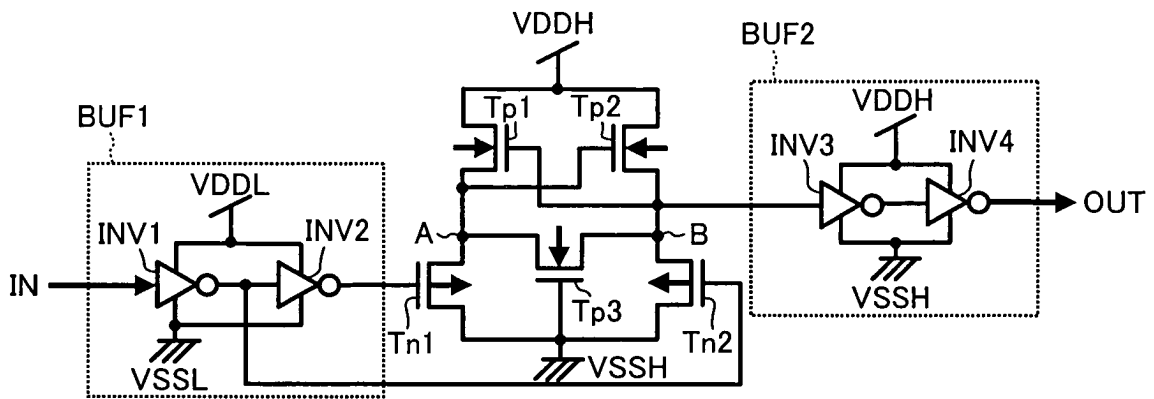 VDDH
BUF2
BUF1
Tp1
Tp2
VDDH
INV3
INV4
VDDL
INV1
INV2
A
B
OUT
IN
Tp3
VSSH
Tn1
Tn2
VSSL
VSSH